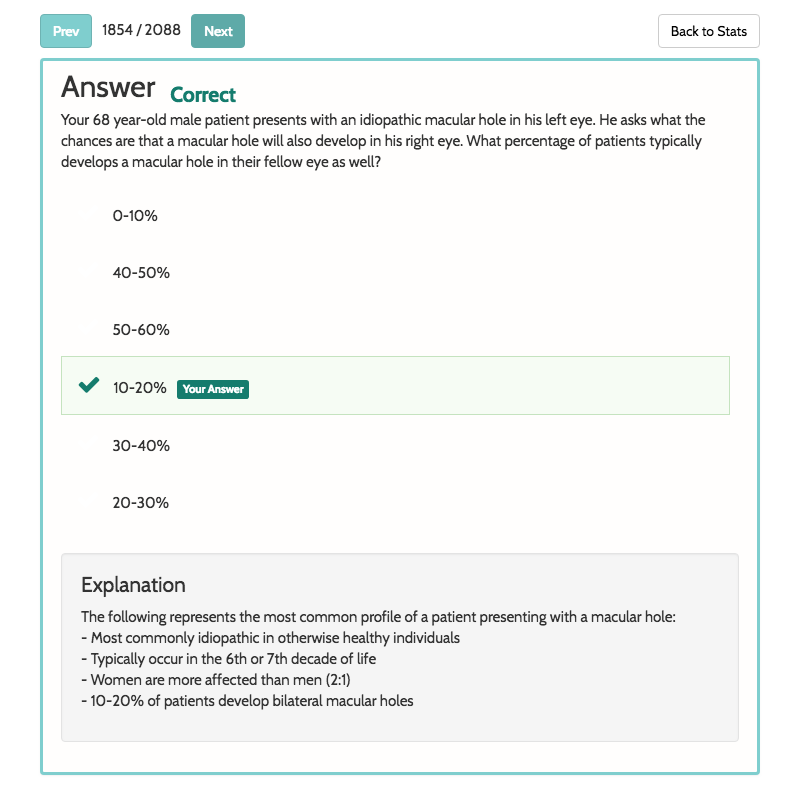 Prev 1854 / 2088 Next Back to Stats
Answer Correct
Your 68 year-old male patient presents with an idiopathic macular hole in his left eye. He asks what the
chances are that a macular hole will also develop in his right eye. What percentage of patients typically
develops a macular hole in their fellow eye as well?
0-10%
40-50%
50-60%
10-20% Your Answer
30-40%
20-30%
Explanation
The following represents the most common profile of a patient presenting with a macular hole:
- Most commonly idiopathic in otherwise healthy individuals
- Typically occur in the 6th or 7th decade of life
- Women are more affected than men (2:1)
- 10-20% of patients develop bilateral macular holes